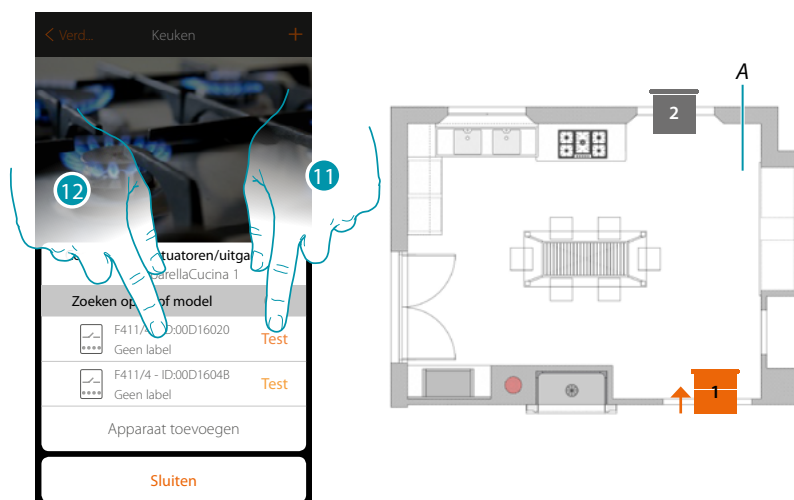 Verd...
Keuken
+
12
11
tuatoren/uitga
arellaCucina 1
Zoeken op of model
F411/4 - ID:00D16020
Geen label
Test
F411/4 - ID:00D1604B
Geen label
Test
Apparaat toevoegen
Sluiten
A
2
1